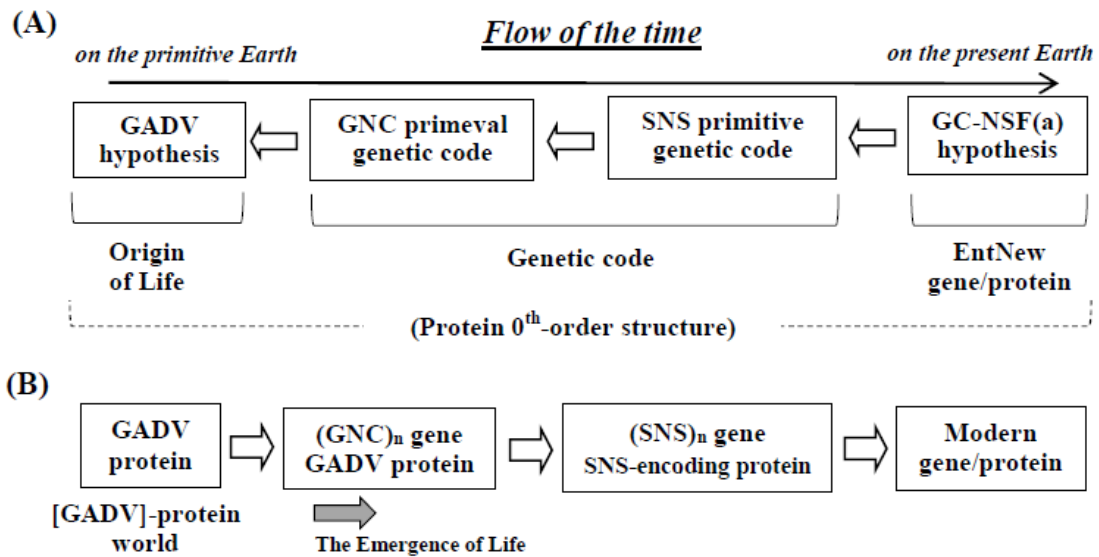 (A)
Flow of the time
on the primitive Earth
on the present Earth
GADV
hypothesis
GNC primeval
genetic code
SNS primitive
genetic code
GC-NSF(a)
hypothesis
Origin
of Life
Genetic code
EntNew
gene/protein
(Protein 0th-order structure)
(B)
GADV
protein
(GNC)n gene
GADV protein
(SNS)n gene
SNS-encoding protein
Modern
gene/protein
[GADV]-protein
world
The Emergence of Life